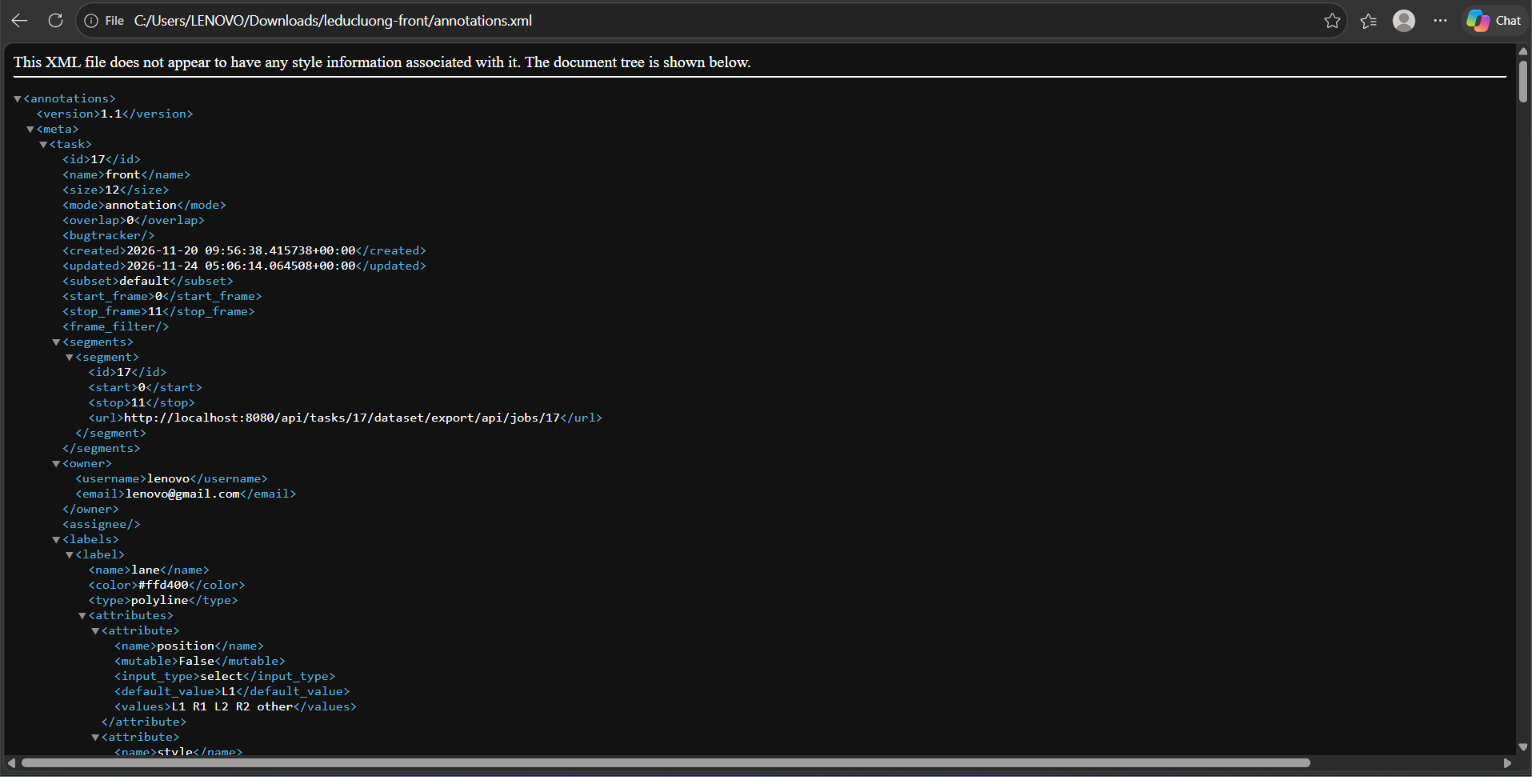 File C:/Users/LENOVO/Downloads/leducluong-front/annotations.xml Chat
This XML file does not appear to have any style information associated with it. The document tree is shown below.
▼<annotations>
<version>1.1</version>
▼<meta>
▼<task>
<id>17</id>
<name>front</name>
<size>12</size>
<mode>annotation</mode>
<overlap>0</overlap>
<bugtracker/>
<created>2026-11-20 09:56:38.415738+00:00</created>
<updated>2026-11-24 05:06:14.064508+00:00</updated>
<subset>default</subset>
<start_frame>0</start_frame>
<stop_frame>11</stop_frame>
<frame_filter/>
▼<segments>
▼<segment>
<id>17</id>
<start>0</start>
<stop>11</stop>
<url>http://localhost:8080/api/tasks/17/dataset/export/api/jobs/17</url>
</segment>
</segments>
▼<owner>
<username>lenovo</username>
<email>lenovo@gmail.com</email>
</owner>
<assignee/>
▼<labels>
▼<label>
<name>lane</name>
<color>#ffd400</color>
<type>polyline</type>
▼<attributes>
▼<attribute>
<name>position</name>
<mutable>False</mutable>
<input_type>select</input_type>
<default_value>L1</default_value>
<values>L1 R1 L2 R2 other</values>
</attribute>
▼<attribute>
<name>style</name>